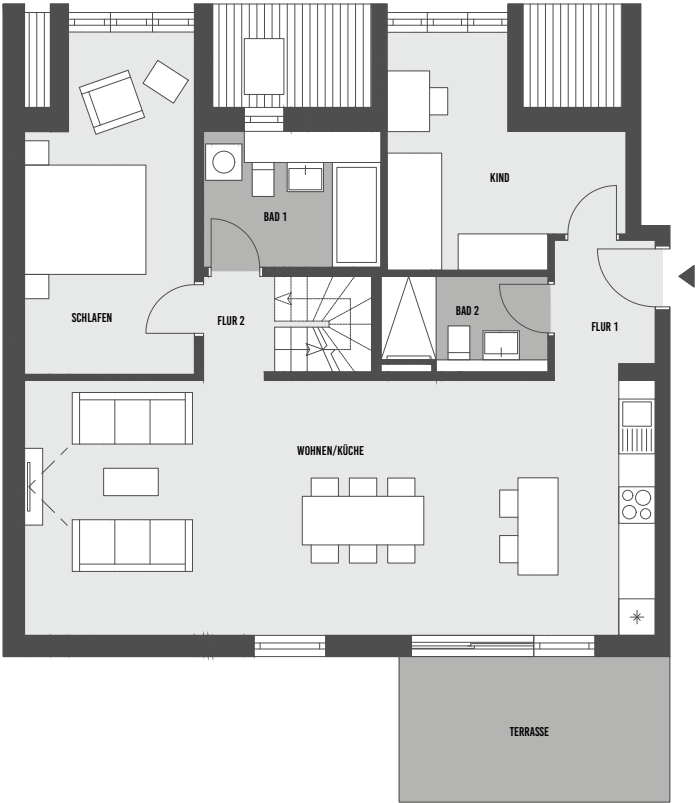 KIND
BAD 1
BAD 2
SCHLAFEN
FLUR 2
FLUR 1
WOHNEN/KÜCHE
TERRASSE